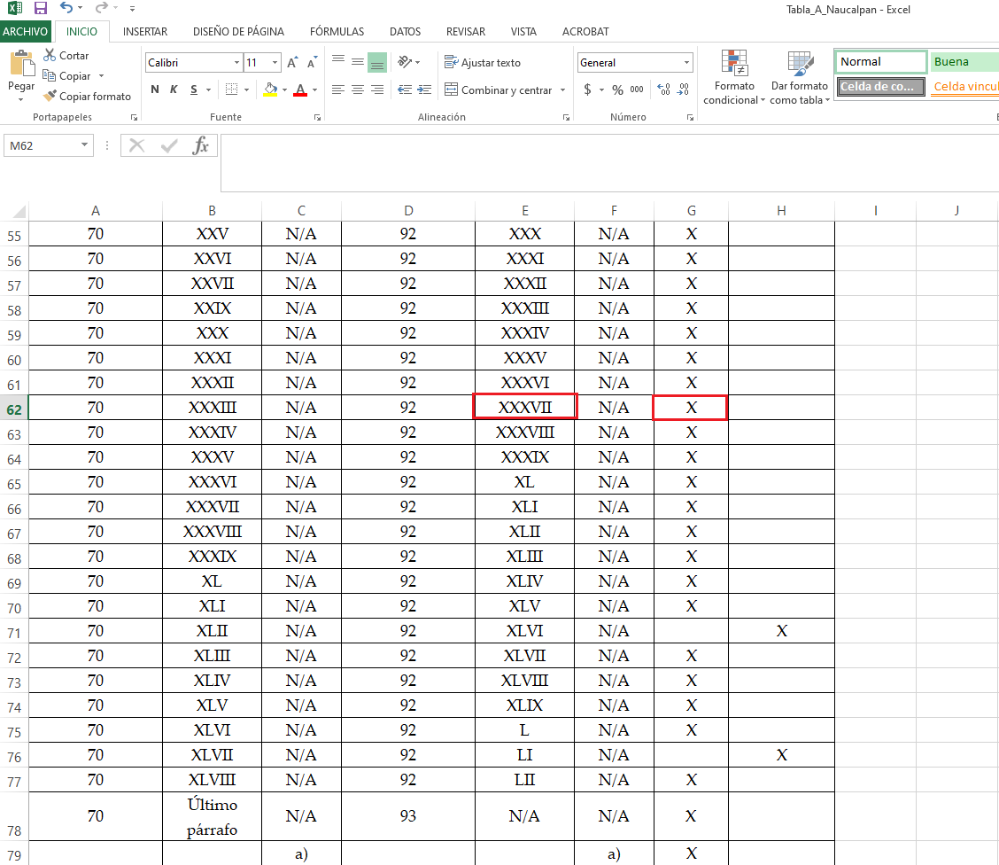 Tabla_A_Naucalpan - Excel
ARCHIVO INICIO INSERTAR DISEÑO DE PÁGINA FÓRMULAS DATOS REVISAR VISTA ACROBAT
Pegar
Cortar
Copiar
Copiar formato
Portapapeles
Calibri 11
N K S
Fuente
Ajustar texto
Combinar y centrar
Alineación
General
$ % 000
Número
Formato condicional
Dar formato como tabla
Normal Buena
Celda de co... Celda vincul
M62 fx
A B C D E F G H I J
55 70 XXV N/A 92 XXX N/A X
56 70 XXVI N/A 92 XXXI N/A X
57 70 XXVII N/A 92 XXXII N/A X
58 70 XXIX N/A 92 XXXIII N/A X
59 70 XXX N/A 92 XXXIV N/A X
60 70 XXXI N/A 92 XXXV N/A X
61 70 XXXII N/A 92 XXXVI N/A X
62 70 XXXIII N/A 92 XXXVII N/A X
63 70 XXXIV N/A 92 XXXVIII N/A X
64 70 XXXV N/A 92 XXXIX N/A X
65 70 XXXVI N/A 92 XL N/A X
66 70 XXXVII N/A 92 XLI N/A X
67 70 XXXVIII N/A 92 XLII N/A X
68 70 XXXIX N/A 92 XLIII N/A X
69 70 XL N/A 92 XLIV N/A X
70 70 XLI N/A 92 XLV N/A X
71 70 XLII N/A 92 XLVI N/A X
72 70 XLIII N/A 92 XLVII N/A X
73 70 XLIV N/A 92 XLVIII N/A X
74 70 XLV N/A 92 XLIX N/A X
75 70 XLVI N/A 92 L N/A X
76 70 XLVII N/A 92 LI N/A X
77 70 XLVIII N/A 92 LII N/A X
78 70 Último párrafo N/A 93 N/A N/A X
79 a) a) X